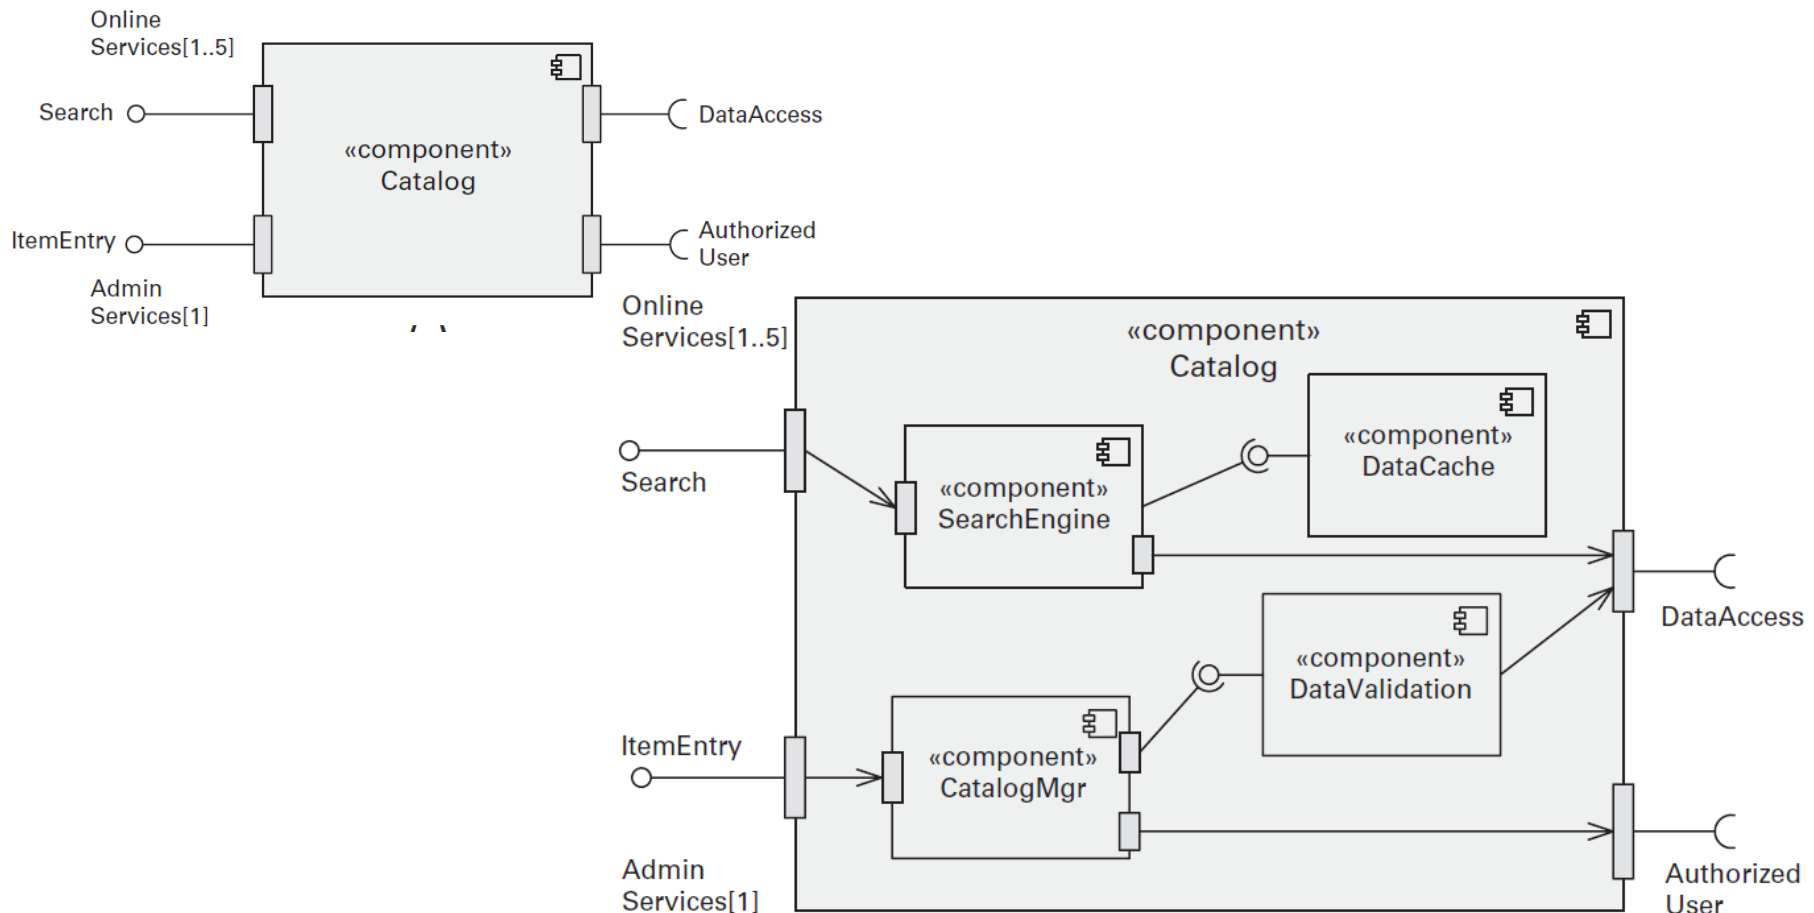 Online
Services[1..5]
Search
«component»
Catalog
DataAccess
ItemEntry
Authorized
User
Admin
Services[1]
Online
Services[1..5]
«component»
Catalog
«component»
DataCache
Search
«component»
SearchEngine
DataAccess
«component»
DataValidation
ItemEntry
«component»
CatalogMgr
Admin
Services[1]
Authorized
User